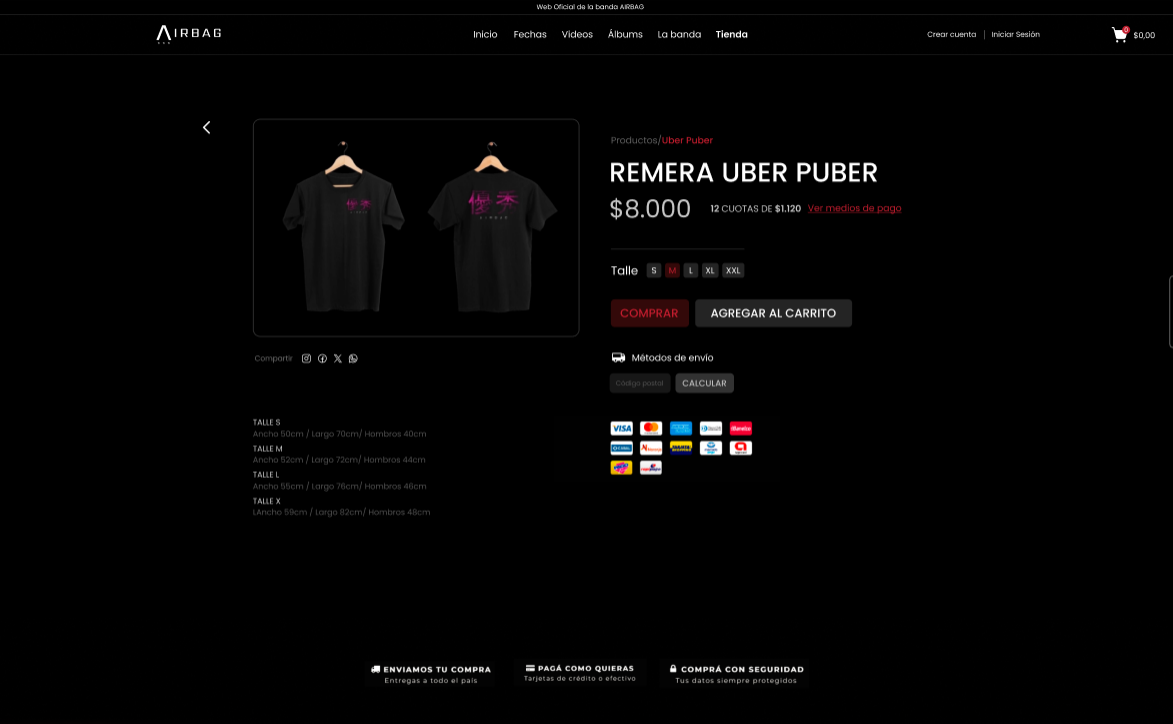 Web Oficial de la banda AIRBAG
AIRBAG
Inicio Fechas Videos Álbums La banda Tienda
Crear cuenta | Iniciar Sesión
0
$0,00
Productos/Uber Puber
REMERA UBER PUBER
$8.000
12 CUOTAS DE $1.120 Ver medios de pago
AIRBAG
AIRBAG
Talle S M L XL XXL
COMPRAR AGREGAR AL CARRITO
Compartir
Métodos de envío
Código postal CALCULAR
TALLE S
Ancho 50cm / Largo 70cm/ Hombros 40cm
TALLE M
Ancho 52cm / Largo 72cm/ Hombros 44cm
TALLE L
Ancho 55cm / Largo 76cm/ Hombros 46cm
TALLE X
LAncho 59cm / Largo 82cm/ Hombros 48cm
VISA
ENVIAMOS TU COMPRA
Entregas a todo el país
PAGÁ COMO QUIERAS
Tarjetas de crédito o efectivo
COMPRÁ CON SEGURIDAD
Tus datos siempre protegidos